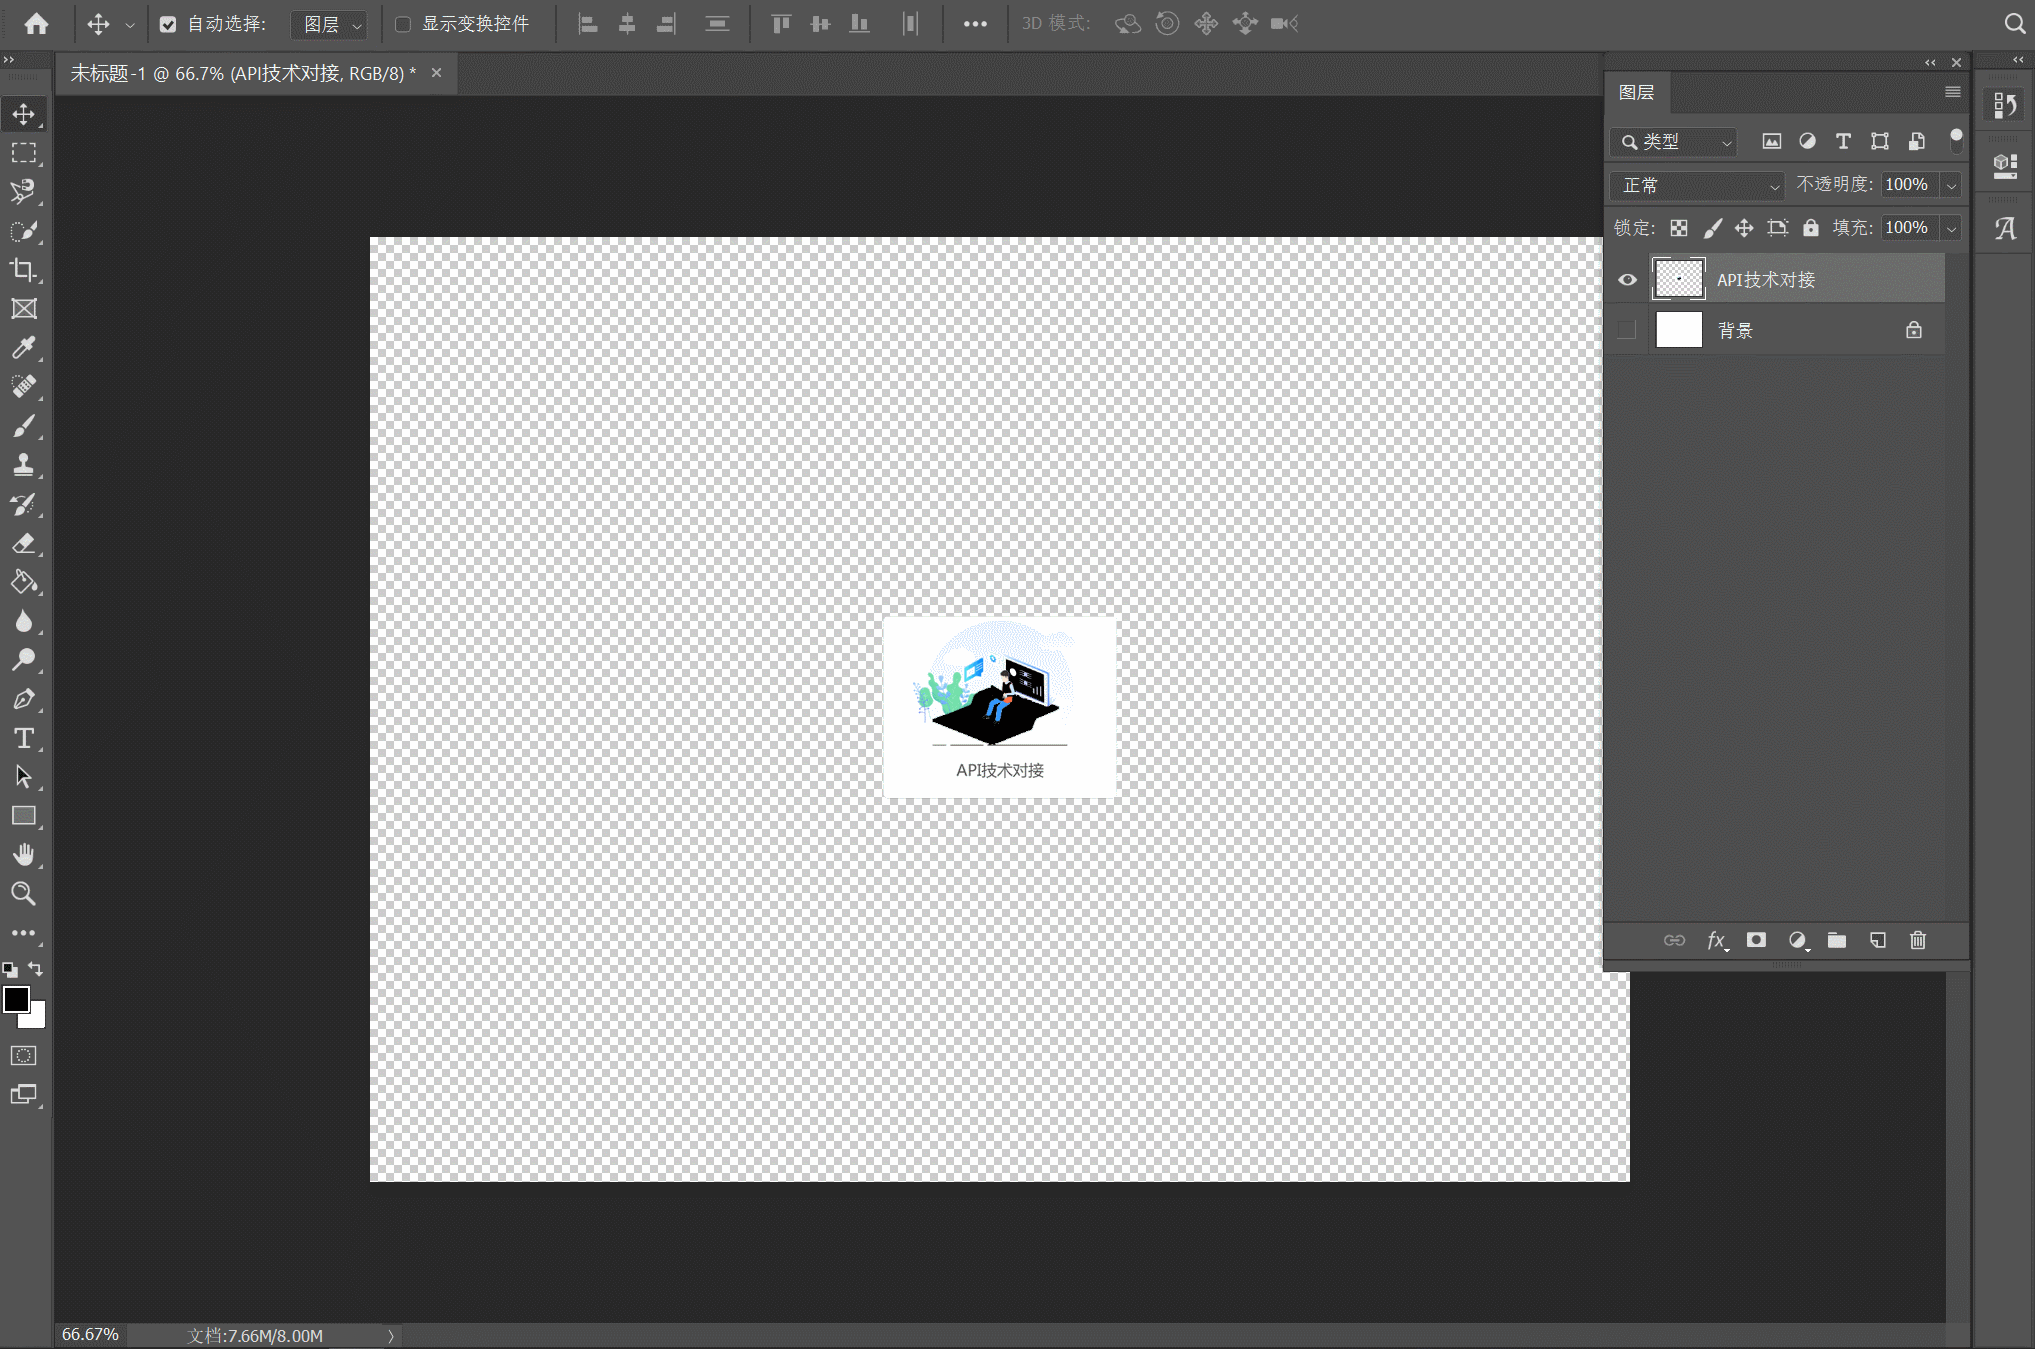 自动选择: 图层 显示变换控件 3D 模式:
未标题-1 @ 66.7% (API技术对接, RGB/8) * ×
图层
类型
正常 不透明度: 100%
锁定: 填充: 100%
API技术对接
背景
API技术对接
fx
66.67% 文档:7.66M/8.00M